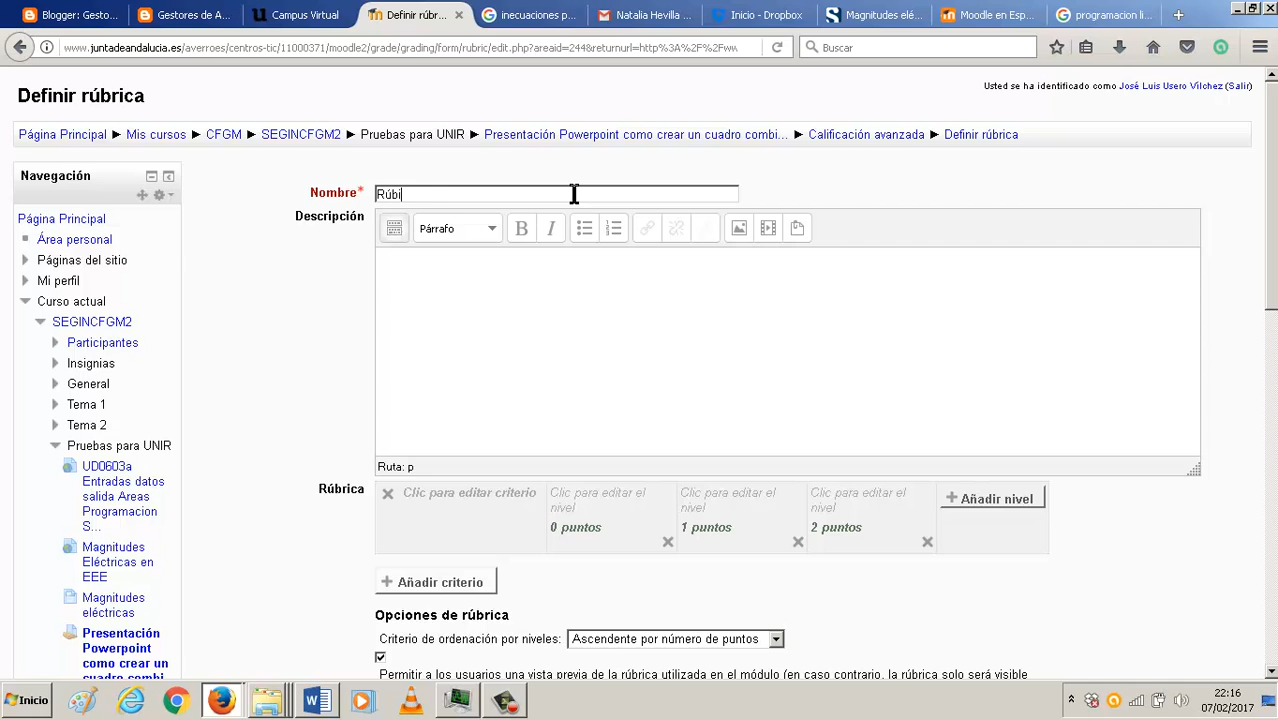 Blogger: Gesto...
Gestores de A...
Campus Virtual
Definir rúbr...
inecuaciones p...
Natalia Hevilla ...
Inicio - Dropbox
Magnitudes elé...
Moodle en Esp...
programacion li...
www.juntadeandalucia.es/averroes/centros-tic/11000371/moodle2/grade/grading/form/rubric/edit.php?areaid=244&returnurl=http%3A%2F%2Fww
Buscar
Definir rúbrica
Usted se ha identificado como José Luis Usero Vílchez (Salir)
Página Principal ► Mis cursos ► CFGM ► SEGINCFGM2 ► Pruebas para UNIR ► Presentación Powerpoint como crear un cuadro combi... ► Calificación avanzada ► Definir rúbrica
Navegación
Página Principal
Área personal
Páginas del sitio
Mi perfil
Curso actual
SEGINCFGM2
Participantes
Insignias
General
Tema 1
Tema 2
Pruebas para UNIR
UD0603a
Entradas datos
salida Areas
Programacion
S...
Magnitudes
Eléctricas en
EEE
Magnitudes
eléctricas
Presentación
Powerpoint
como crear un
cuadro combi
Nombre*
Rúbi
Descripción
Párrafo
Ruta: p
Rúbrica
Clic para editar criterio
Clic para editar el
nivel
0 puntos
Clic para editar el
nivel
1 puntos
Clic para editar el
nivel
2 puntos
Añadir nivel
Añadir criterio
Opciones de rúbrica
Criterio de ordenación por niveles: Ascendente por número de puntos
Permitir a los usuarios una vista previa de la rúbrica utilizada en el módulo (en caso contrario, la rúbrica solo será visible
Inicio
22:16
07/02/2017